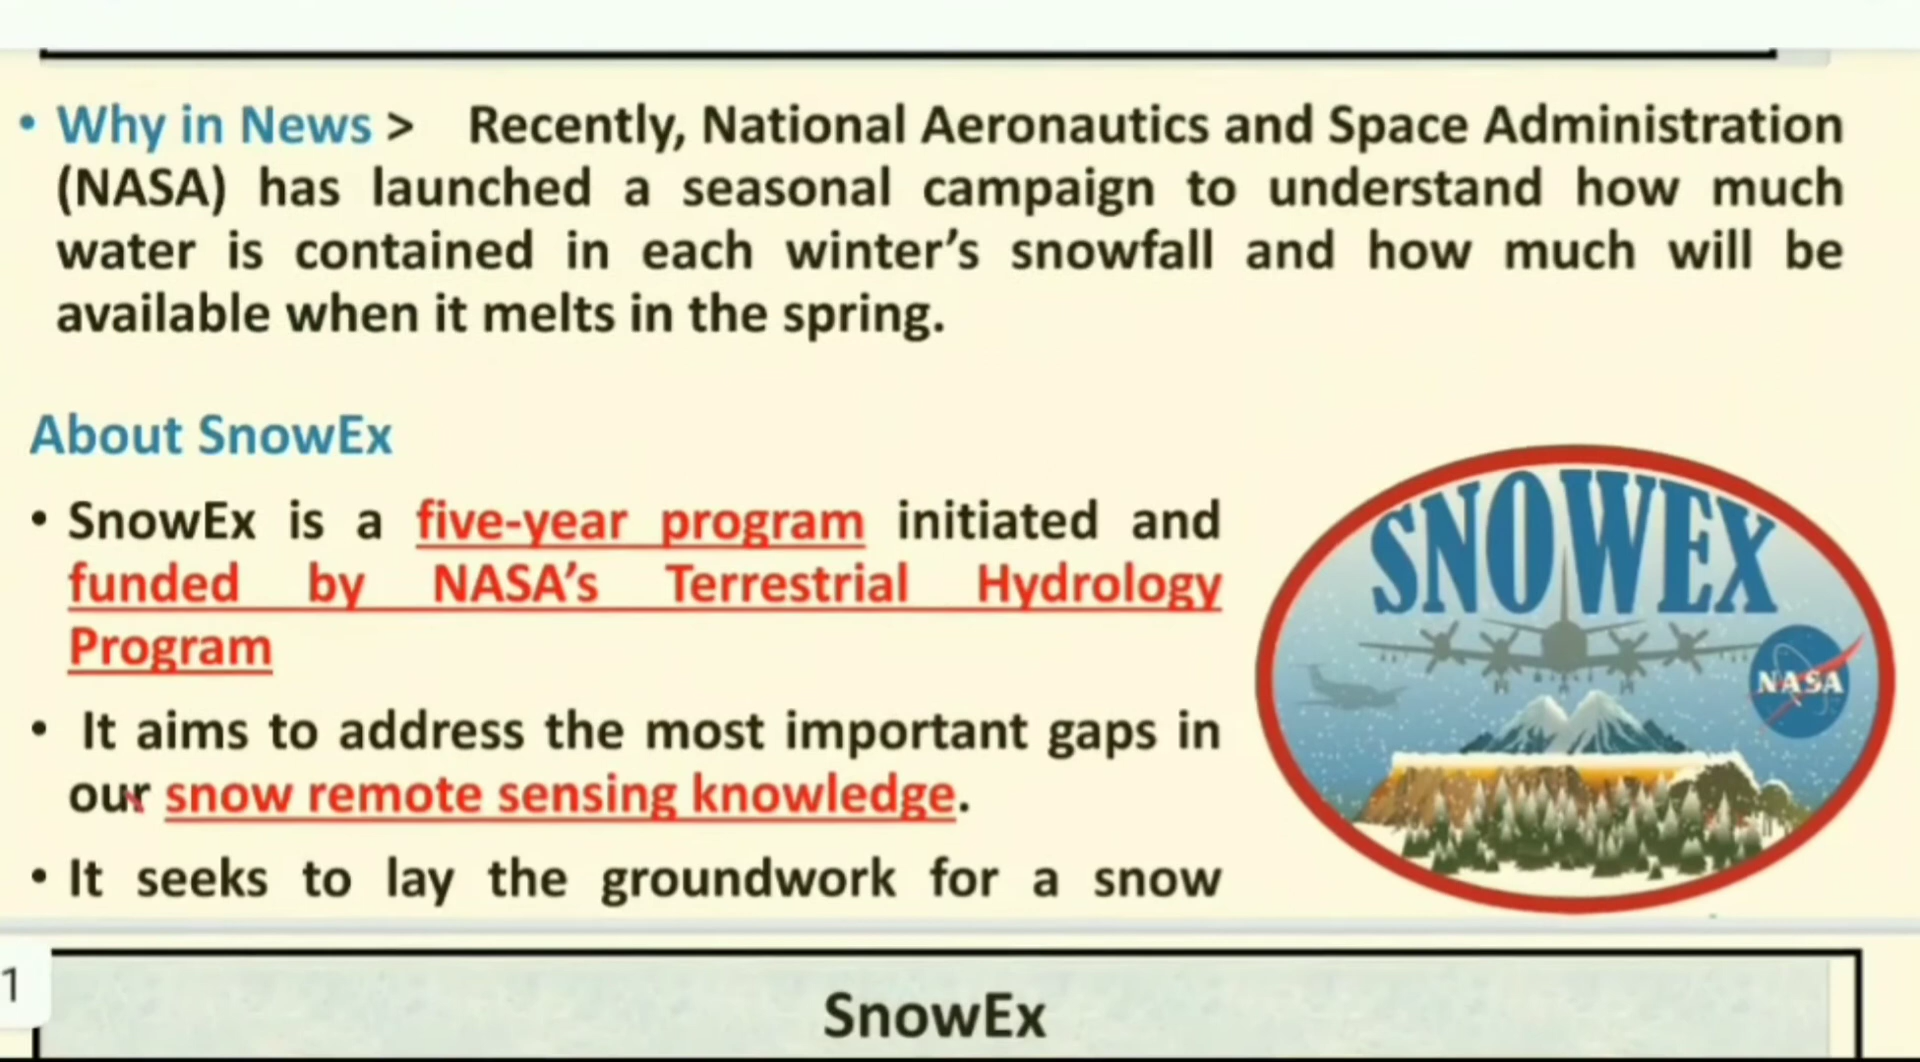 • Why in News > Recently, National Aeronautics and Space Administration
(NASA) has launched a seasonal campaign to understand how much
water is contained in each winter's snowfall and how much will be
available when it melts in the spring.
About SnowEx
• SnowEx is a five-year program initiated and
funded by NASA's Terrestrial Hydrology
Program
• It aims to address the most important gaps in
our snow remote sensing knowledge.
• It seeks to lay the groundwork for a snow
SNOWEX
NASA
1
SnowEx